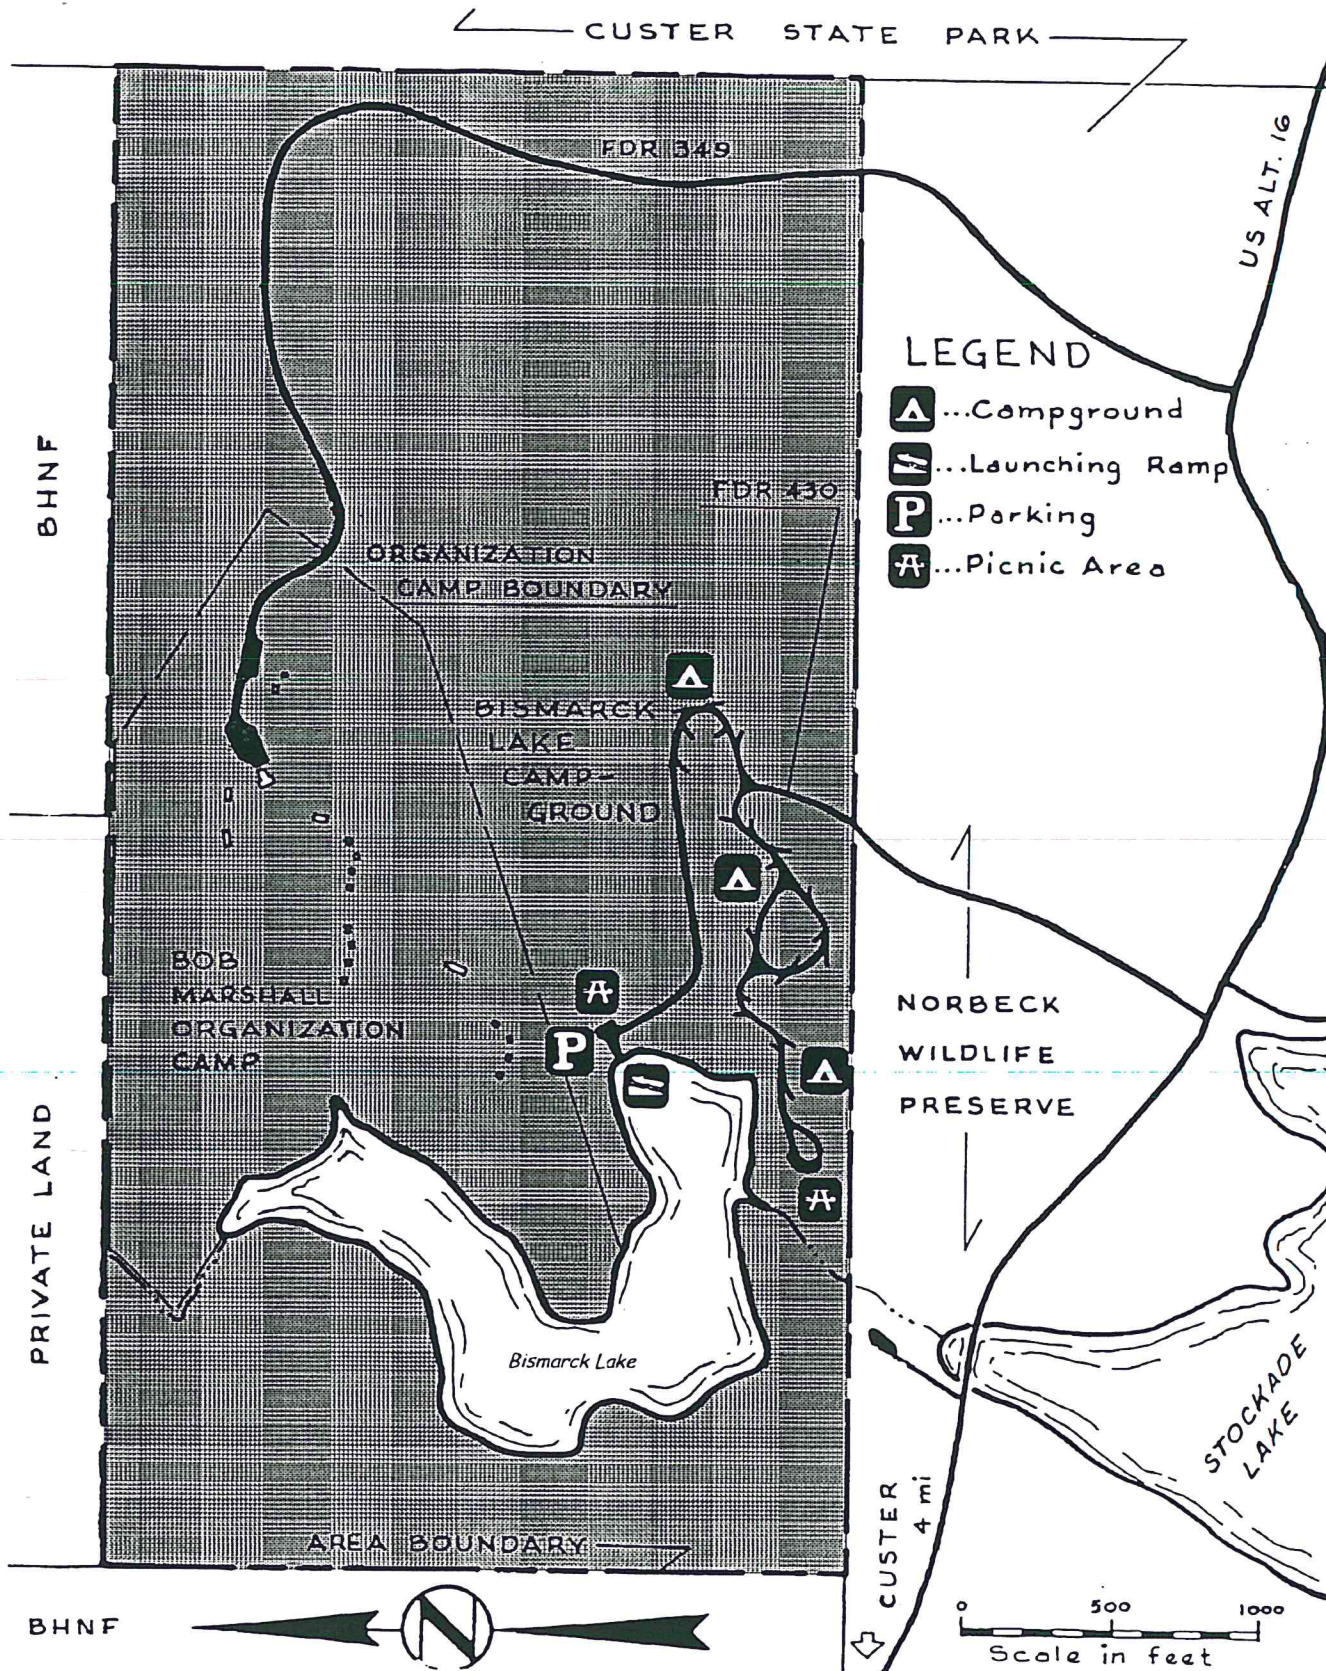 CUSTER STATE PARK
FDR 349
US ALT. 16
LEGEND
...Campground
...Launching Ramp
P ...Parking
...Picnic Area
BHNF
FDR 430
ORGANIZATION
CAMP BOUNDARY
BISMARCK
LAKE
CAMP-
GROUND
BOB
MARSHALL
ORGANIZATION
CAMP
P
NORBECK
WILDLIFE
PRESERVE
PRIVATE LAND
Bismarck Lake
STOCKADE
LAKE
AREA BOUNDARY
CUSTER
4 mi
BHNF
N
0 500 1000
Scale in feet